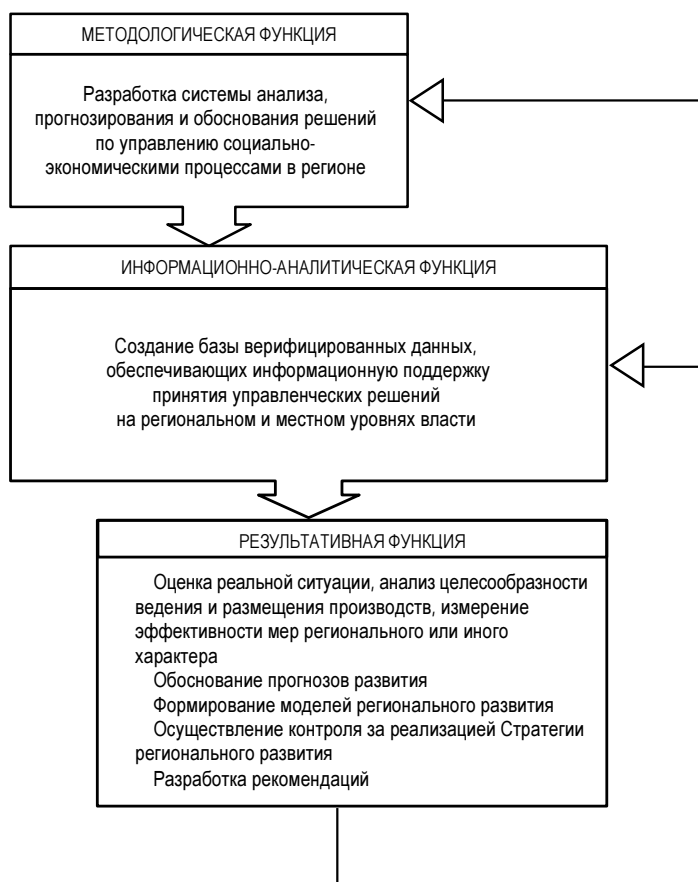 МЕТОДОЛОГИЧЕСКАЯ ФУНКЦИЯ
Разработка системы анализа,
прогнозирования и обоснования решений
по управлению социально-
экономическими процессами в регионе
ИНФОРМАЦИОННО-АНАЛИТИЧЕСКАЯ ФУНКЦИЯ
Создание базы верифицированных данных,
обеспечивающих информационную поддержку
принятия управленческих решений
на региональном и местном уровнях власти
РЕЗУЛЬТАТИВНАЯ ФУНКЦИЯ
Оценка реальной ситуации, анализ целесообразности
ведения и размещения производств, измерение
эффективности мер регионального или иного
характера
Обоснование прогнозов развития
Формирование моделей регионального развития
Осуществление контроля за реализацией Стратегии
регионального развития
Разработка рекомендаций